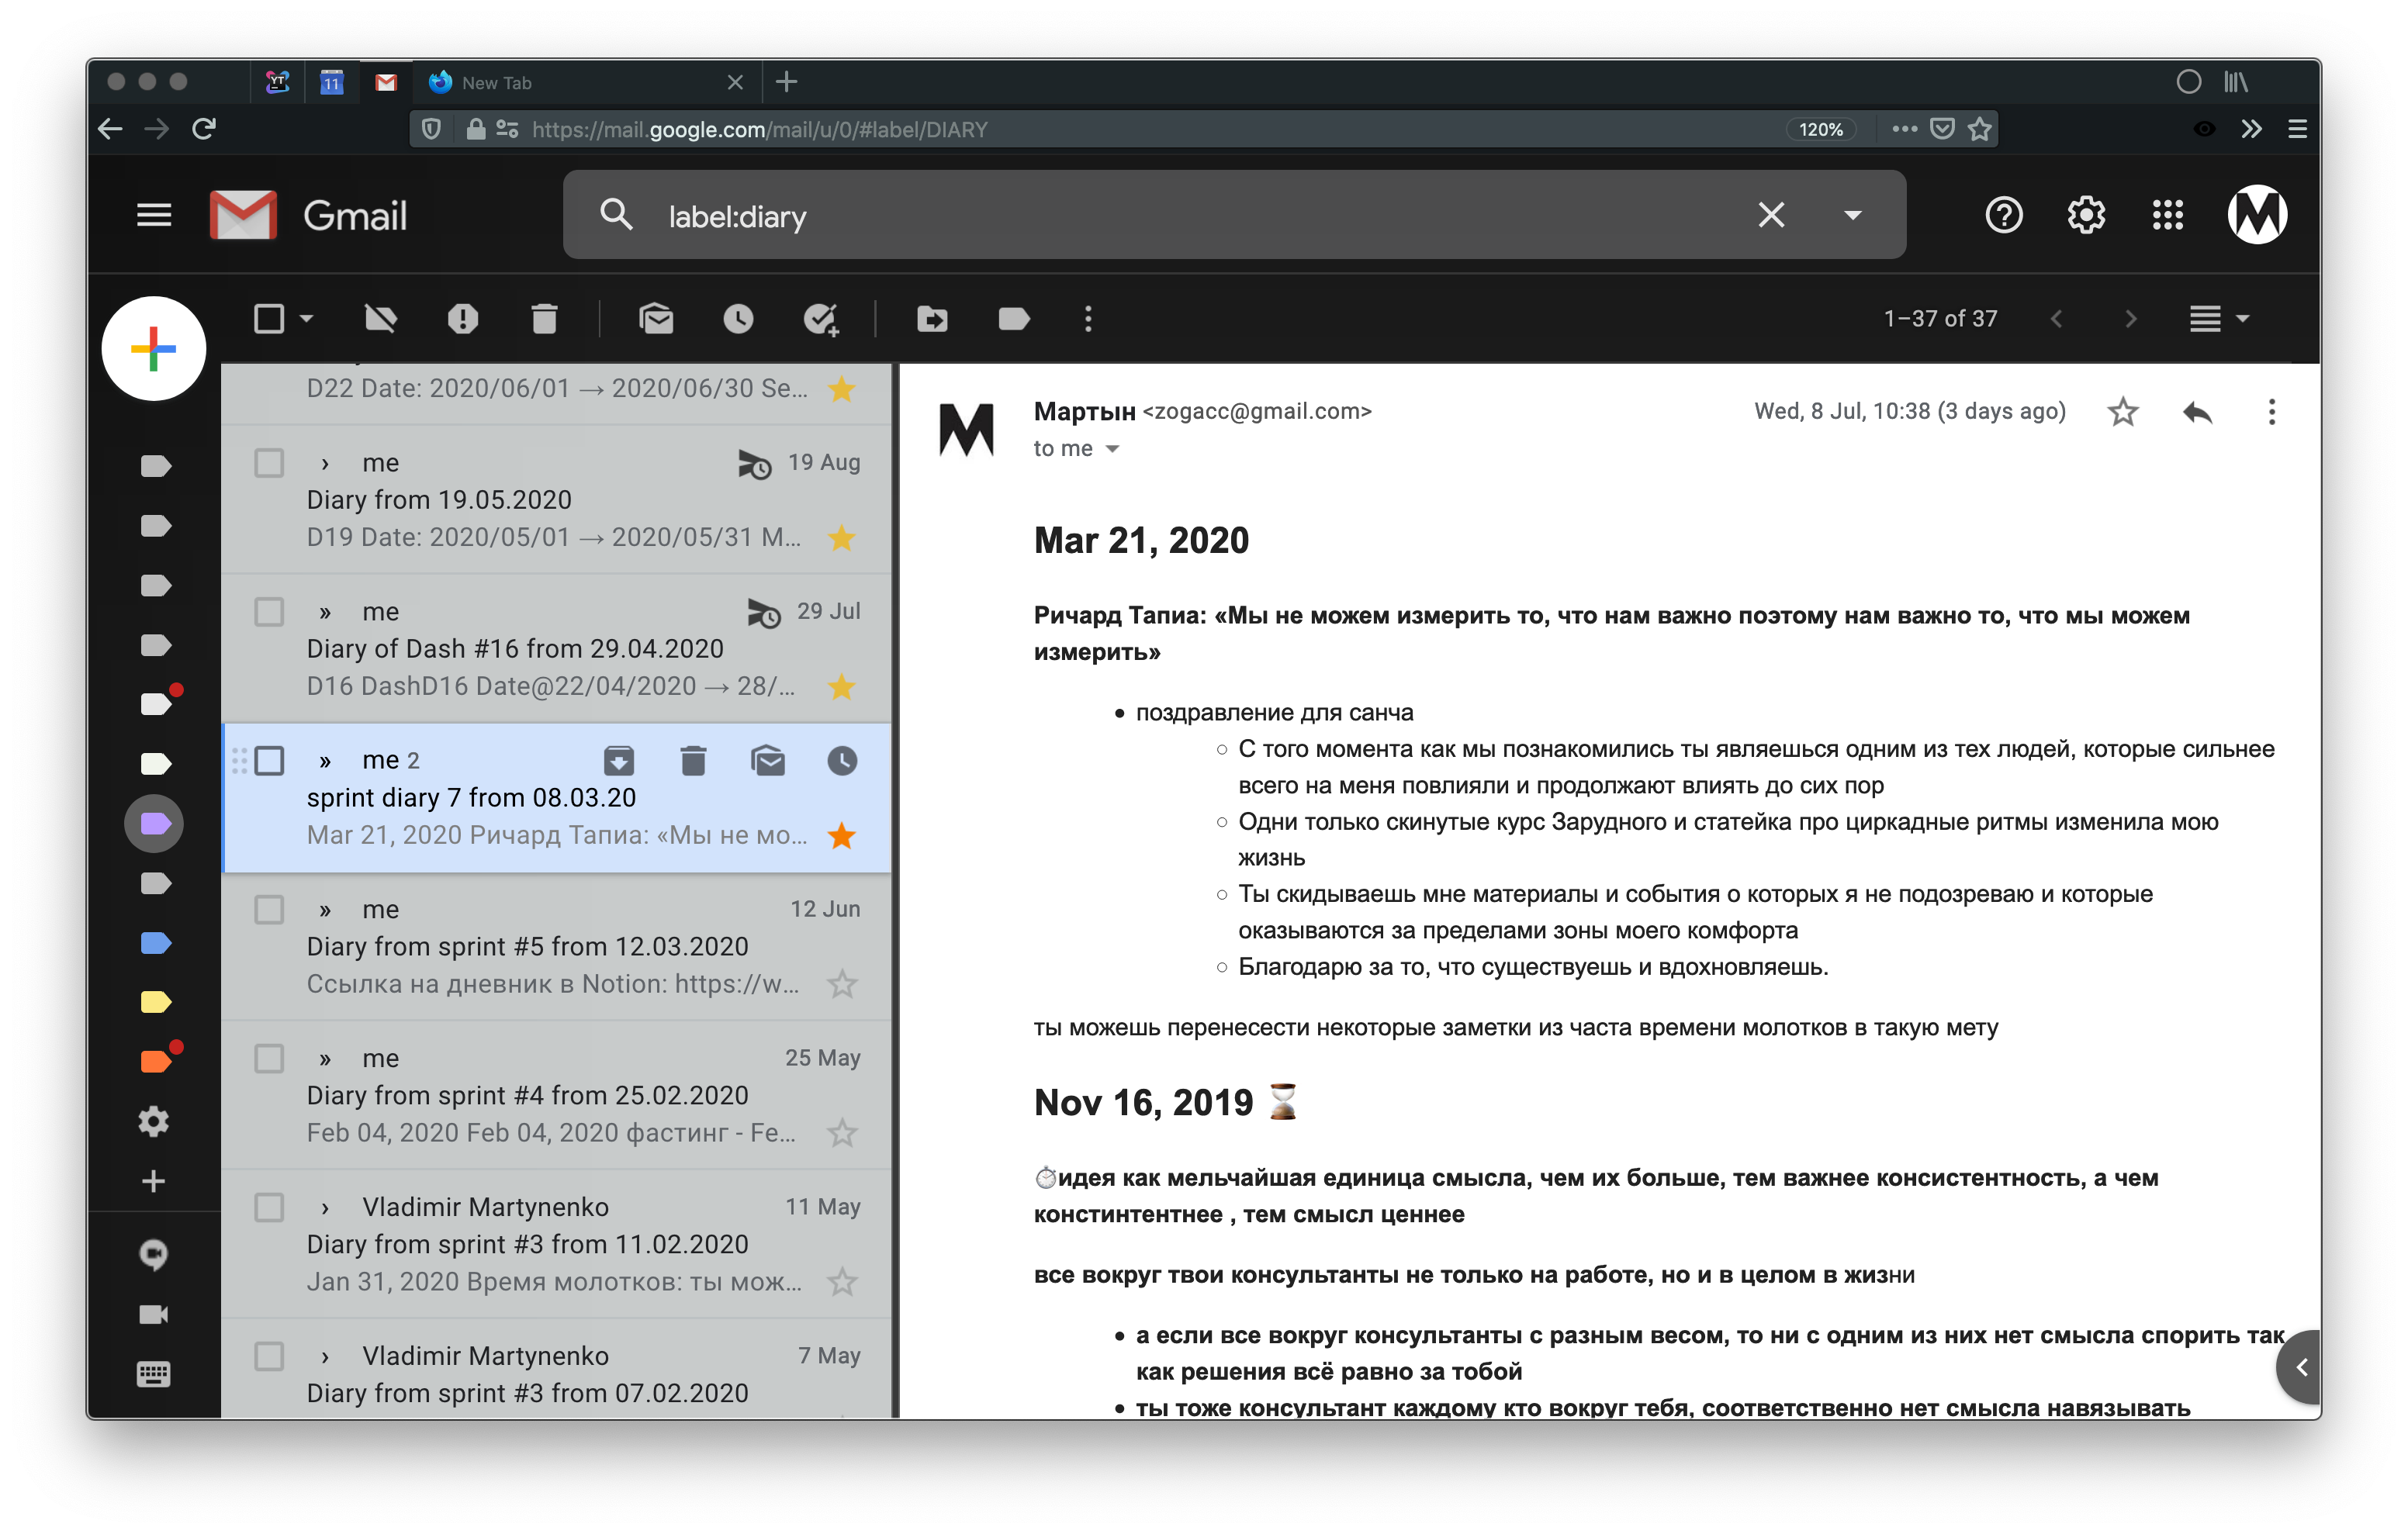 New Tab
https://mail.google.com/mail/u/0/#label/DIARY
120%
Gmail
label:diary
1–37 of 37
D22 Date: 2020/06/01 → 2020/06/30 Se...
me
19 Aug
Diary from 19.05.2020
D19 Date: 2020/05/01 → 2020/05/31 M...
me
29 Jul
Diary of Dash #16 from 29.04.2020
D16 DashD16 Date@22/04/2020 → 28/...
me 2
sprint diary 7 from 08.03.20
Mar 21, 2020 Ричард Тапиа: «Мы не мо...
me
12 Jun
Diary from sprint #5 from 12.03.2020
Ссылка на дневник в Notion: https://w...
me
25 May
Diary from sprint #4 from 25.02.2020
Feb 04, 2020 Feb 04, 2020 фастинг - Fe...
Vladimir Martynenko
11 May
Diary from sprint #3 from 11.02.2020
Jan 31, 2020 Время молотков: ты мож...
Vladimir Martynenko
7 May
Diary from sprint #3 from 07.02.2020
Мартын <zogacc@gmail.com>
Wed, 8 Jul, 10:38 (3 days ago)
to me
Mar 21, 2020
Ричард Тапиа: «Мы не можем измерить то, что нам важно поэтому нам важно то, что мы можем
измерить»
поздравление для санча
С того момента как мы познакомились ты являешься одним из тех людей, которые сильнее
всего на меня повлияли и продолжают влиять до сих пор
Одни только скинутые курс Зарудного и статейка про циркадные ритмы изменила мою
жизнь
Ты скидываешь мне материалы и события о которых я не подозреваю и которые
оказываются за пределами зоны моего комфорта
Благодарю за то, что существуешь и вдохновляешь.
ты можешь перенесести некоторые заметки из часта времени молотков в такую мету
Nov 16, 2019 ⏳
⏱идея как мельчайшая единица смысла, чем их больше, тем важнее консистентность, а чем
констинтентнее , тем смысл ценнее
все вокруг твои консультанты не только на работе, но и в целом в жизни
а если все вокруг консультанты с разным весом, то ни с одним из них нет смысла спорить так
как решения всё равно за тобой
ты тоже консультант каждому кто вокруг тебя, соответственно нет смысла навязывать